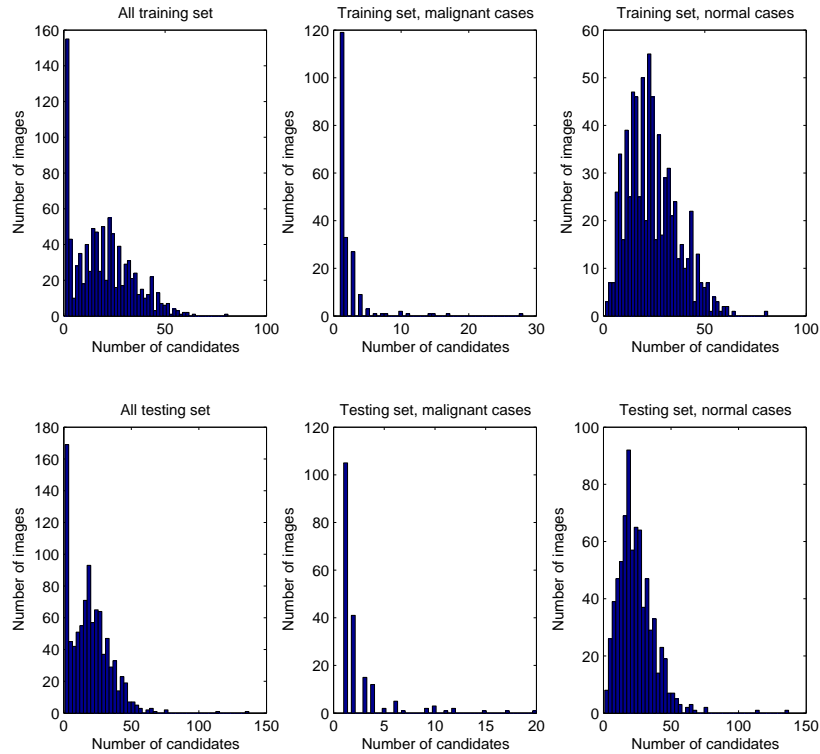 All training set
160
140
120
100
80
60
40
20
0
0 50 100
Number of images
Number of candidates
Training set, malignant cases
120
100
80
60
40
20
0
0 10 20 30
Number of images
Number of candidates
Training set, normal cases
60
50
40
30
20
10
0
0 50 100
Number of images
Number of candidates
All testing set
180
160
140
120
100
80
60
40
20
0
0 50 100 150
Number of images
Number of candidates
Testing set, malignant cases
120
100
80
60
40
20
0
0 5 10 15 20
Number of images
Number of candidates
Testing set, normal cases
100
80
60
40
20
0
0 50 100 150
Number of images
Number of candidates